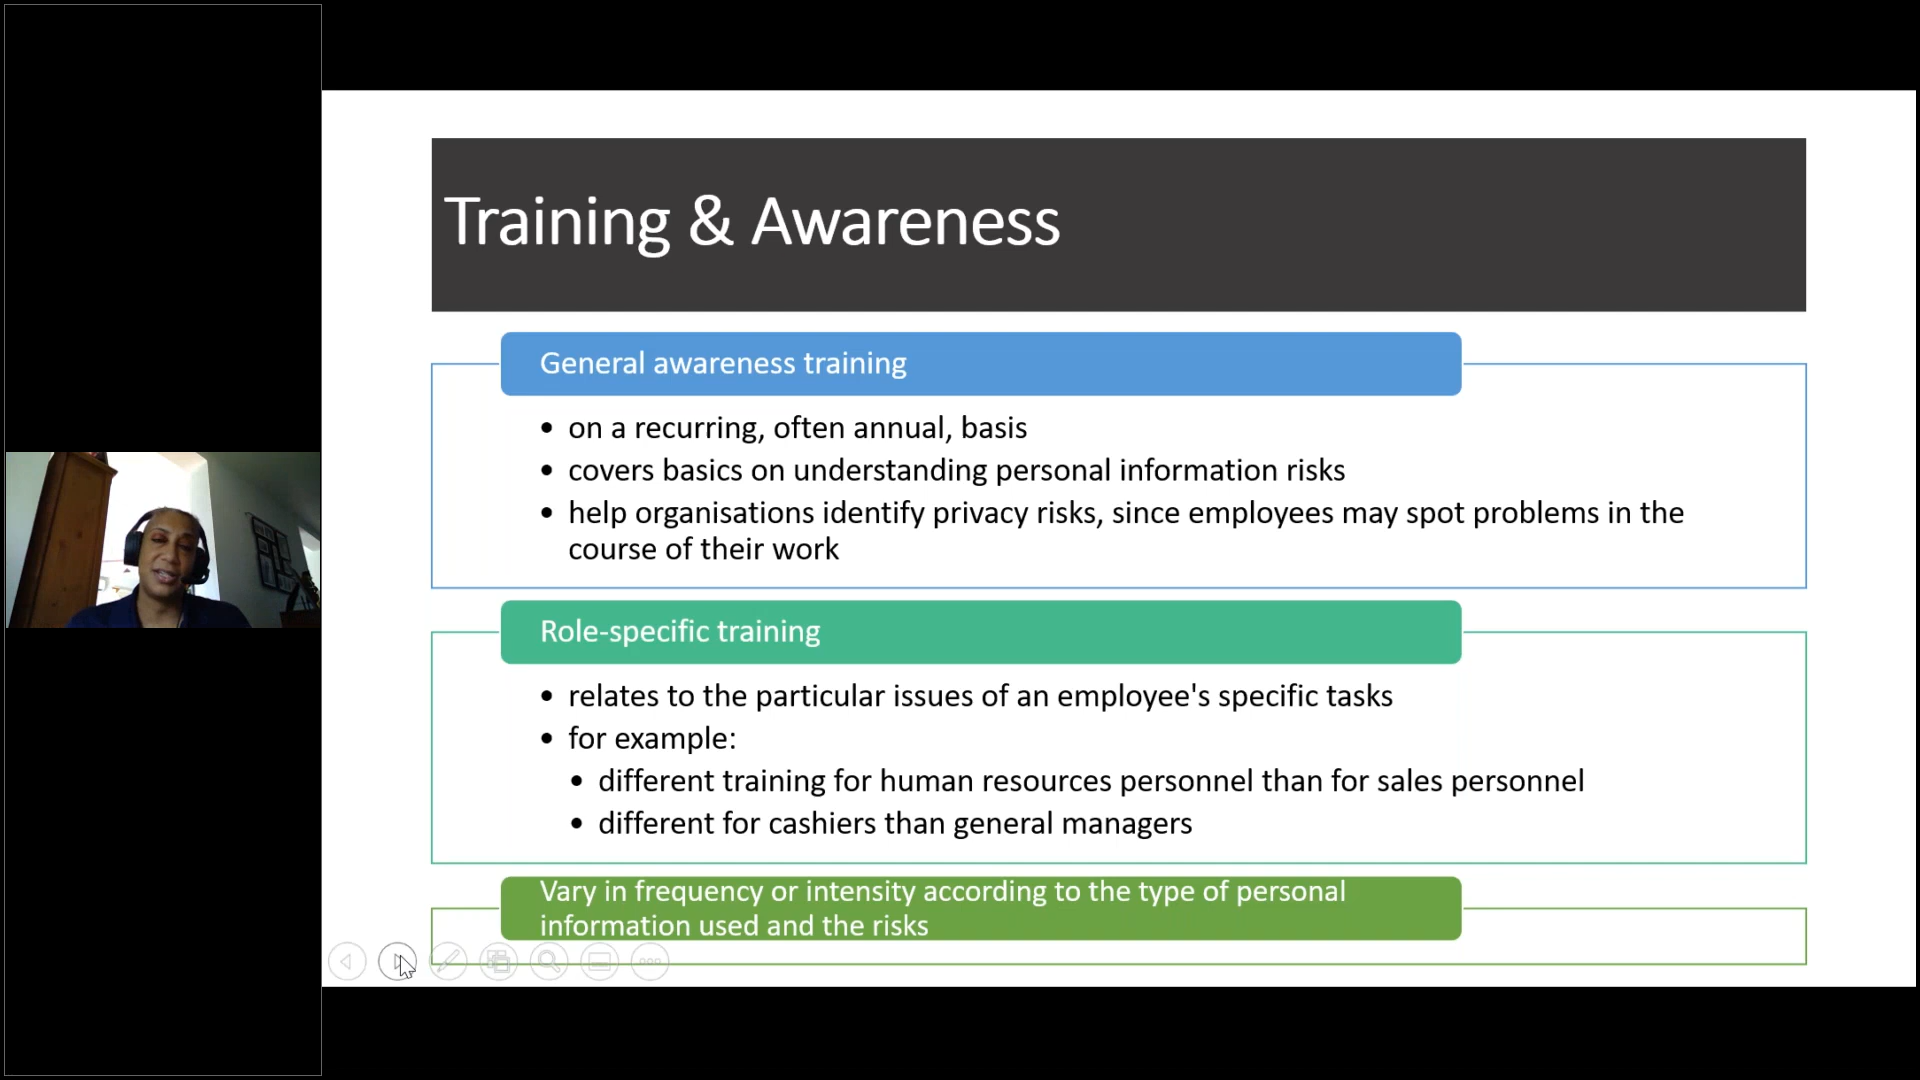 Training & Awareness
General awareness training
• on a recurring, often annual, basis
• covers basics on understanding personal information risks
• help organisations identify privacy risks, since employees may spot problems in the
course of their work
Role-specific training
• relates to the particular issues of an employee's specific tasks
• for example:
• different training for human resources personnel than for sales personnel
• different for cashiers than general managers
Vary in frequency or intensity according to the type of personal
information used and the risks